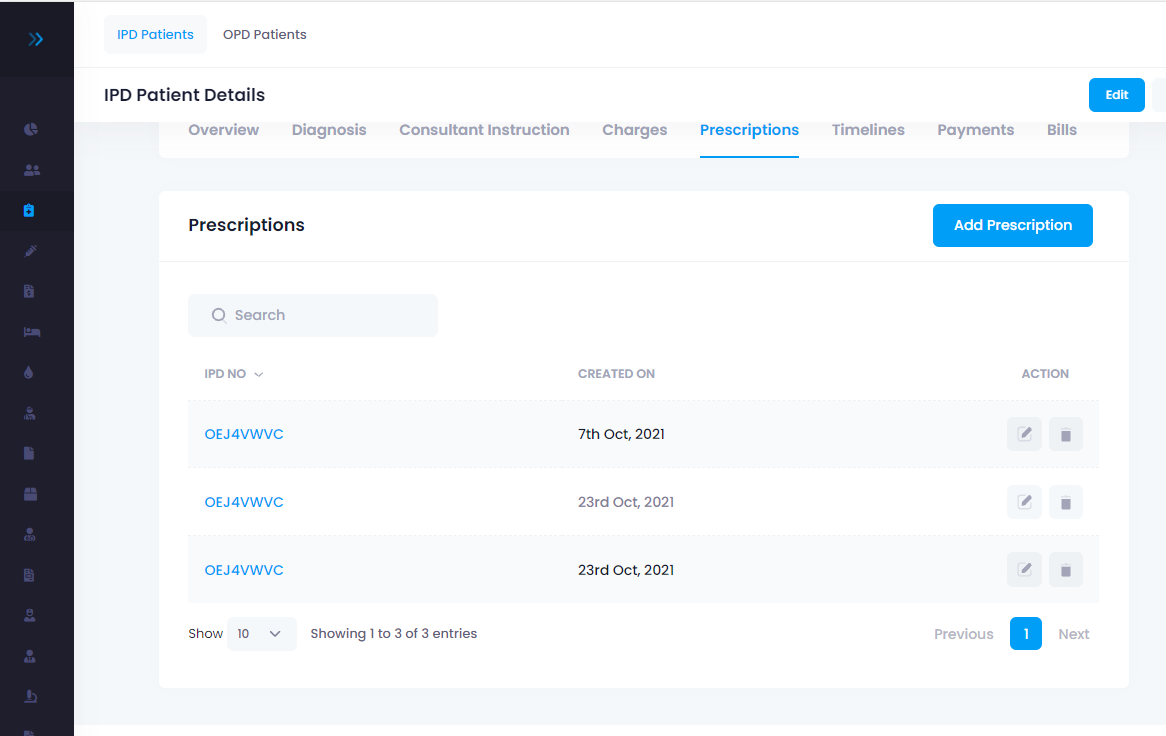 IPD Patients OPD Patients
IPD Patient Details Edit
Overview Diagnosis Consultant Instruction Charges Prescriptions Timelines Payments Bills
Prescriptions Add Prescription
Search
IPD NO CREATED ON ACTION
OEJ4VWVC 7th Oct, 2021
OEJ4VWVC 23rd Oct, 2021
OEJ4VWVC 23rd Oct, 2021
Show 10 Showing 1 to 3 of 3 entries Previous 1 Next